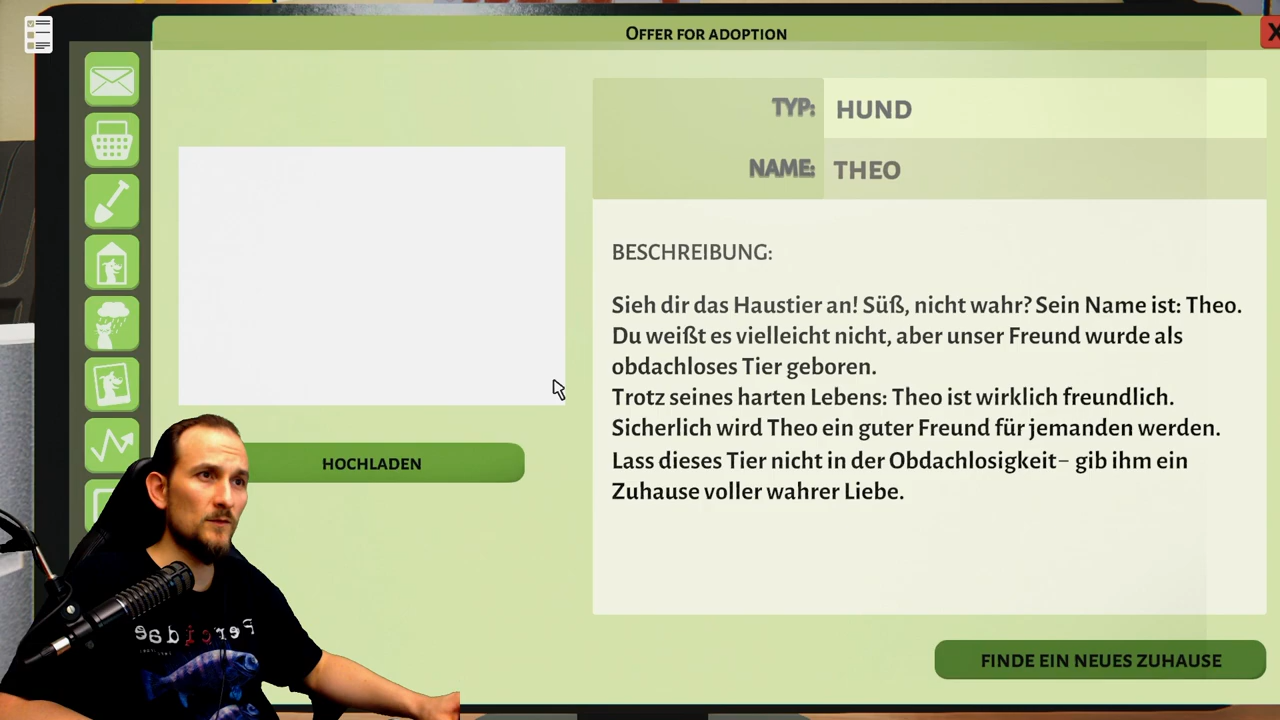 OFFER FOR ADOPTION
X
TYP: HUND
NAME: THEO
BESCHREIBUNG:
Sieh dir das Haustier an! Süß, nicht wahr? Sein Name ist: Theo.
Du weißt es vielleicht nicht, aber unser Freund wurde als
obdachloses Tier geboren.
Trotz seines harten Lebens: Theo ist wirklich freundlich.
Sicherlich wird Theo ein guter Freund für jemanden werden.
Lass dieses Tier nicht in der Obdachlosigkeit– gib ihm ein
Zuhause voller wahrer Liebe.
HOCHLADEN
FINDE EIN NEUES ZUHAUSE